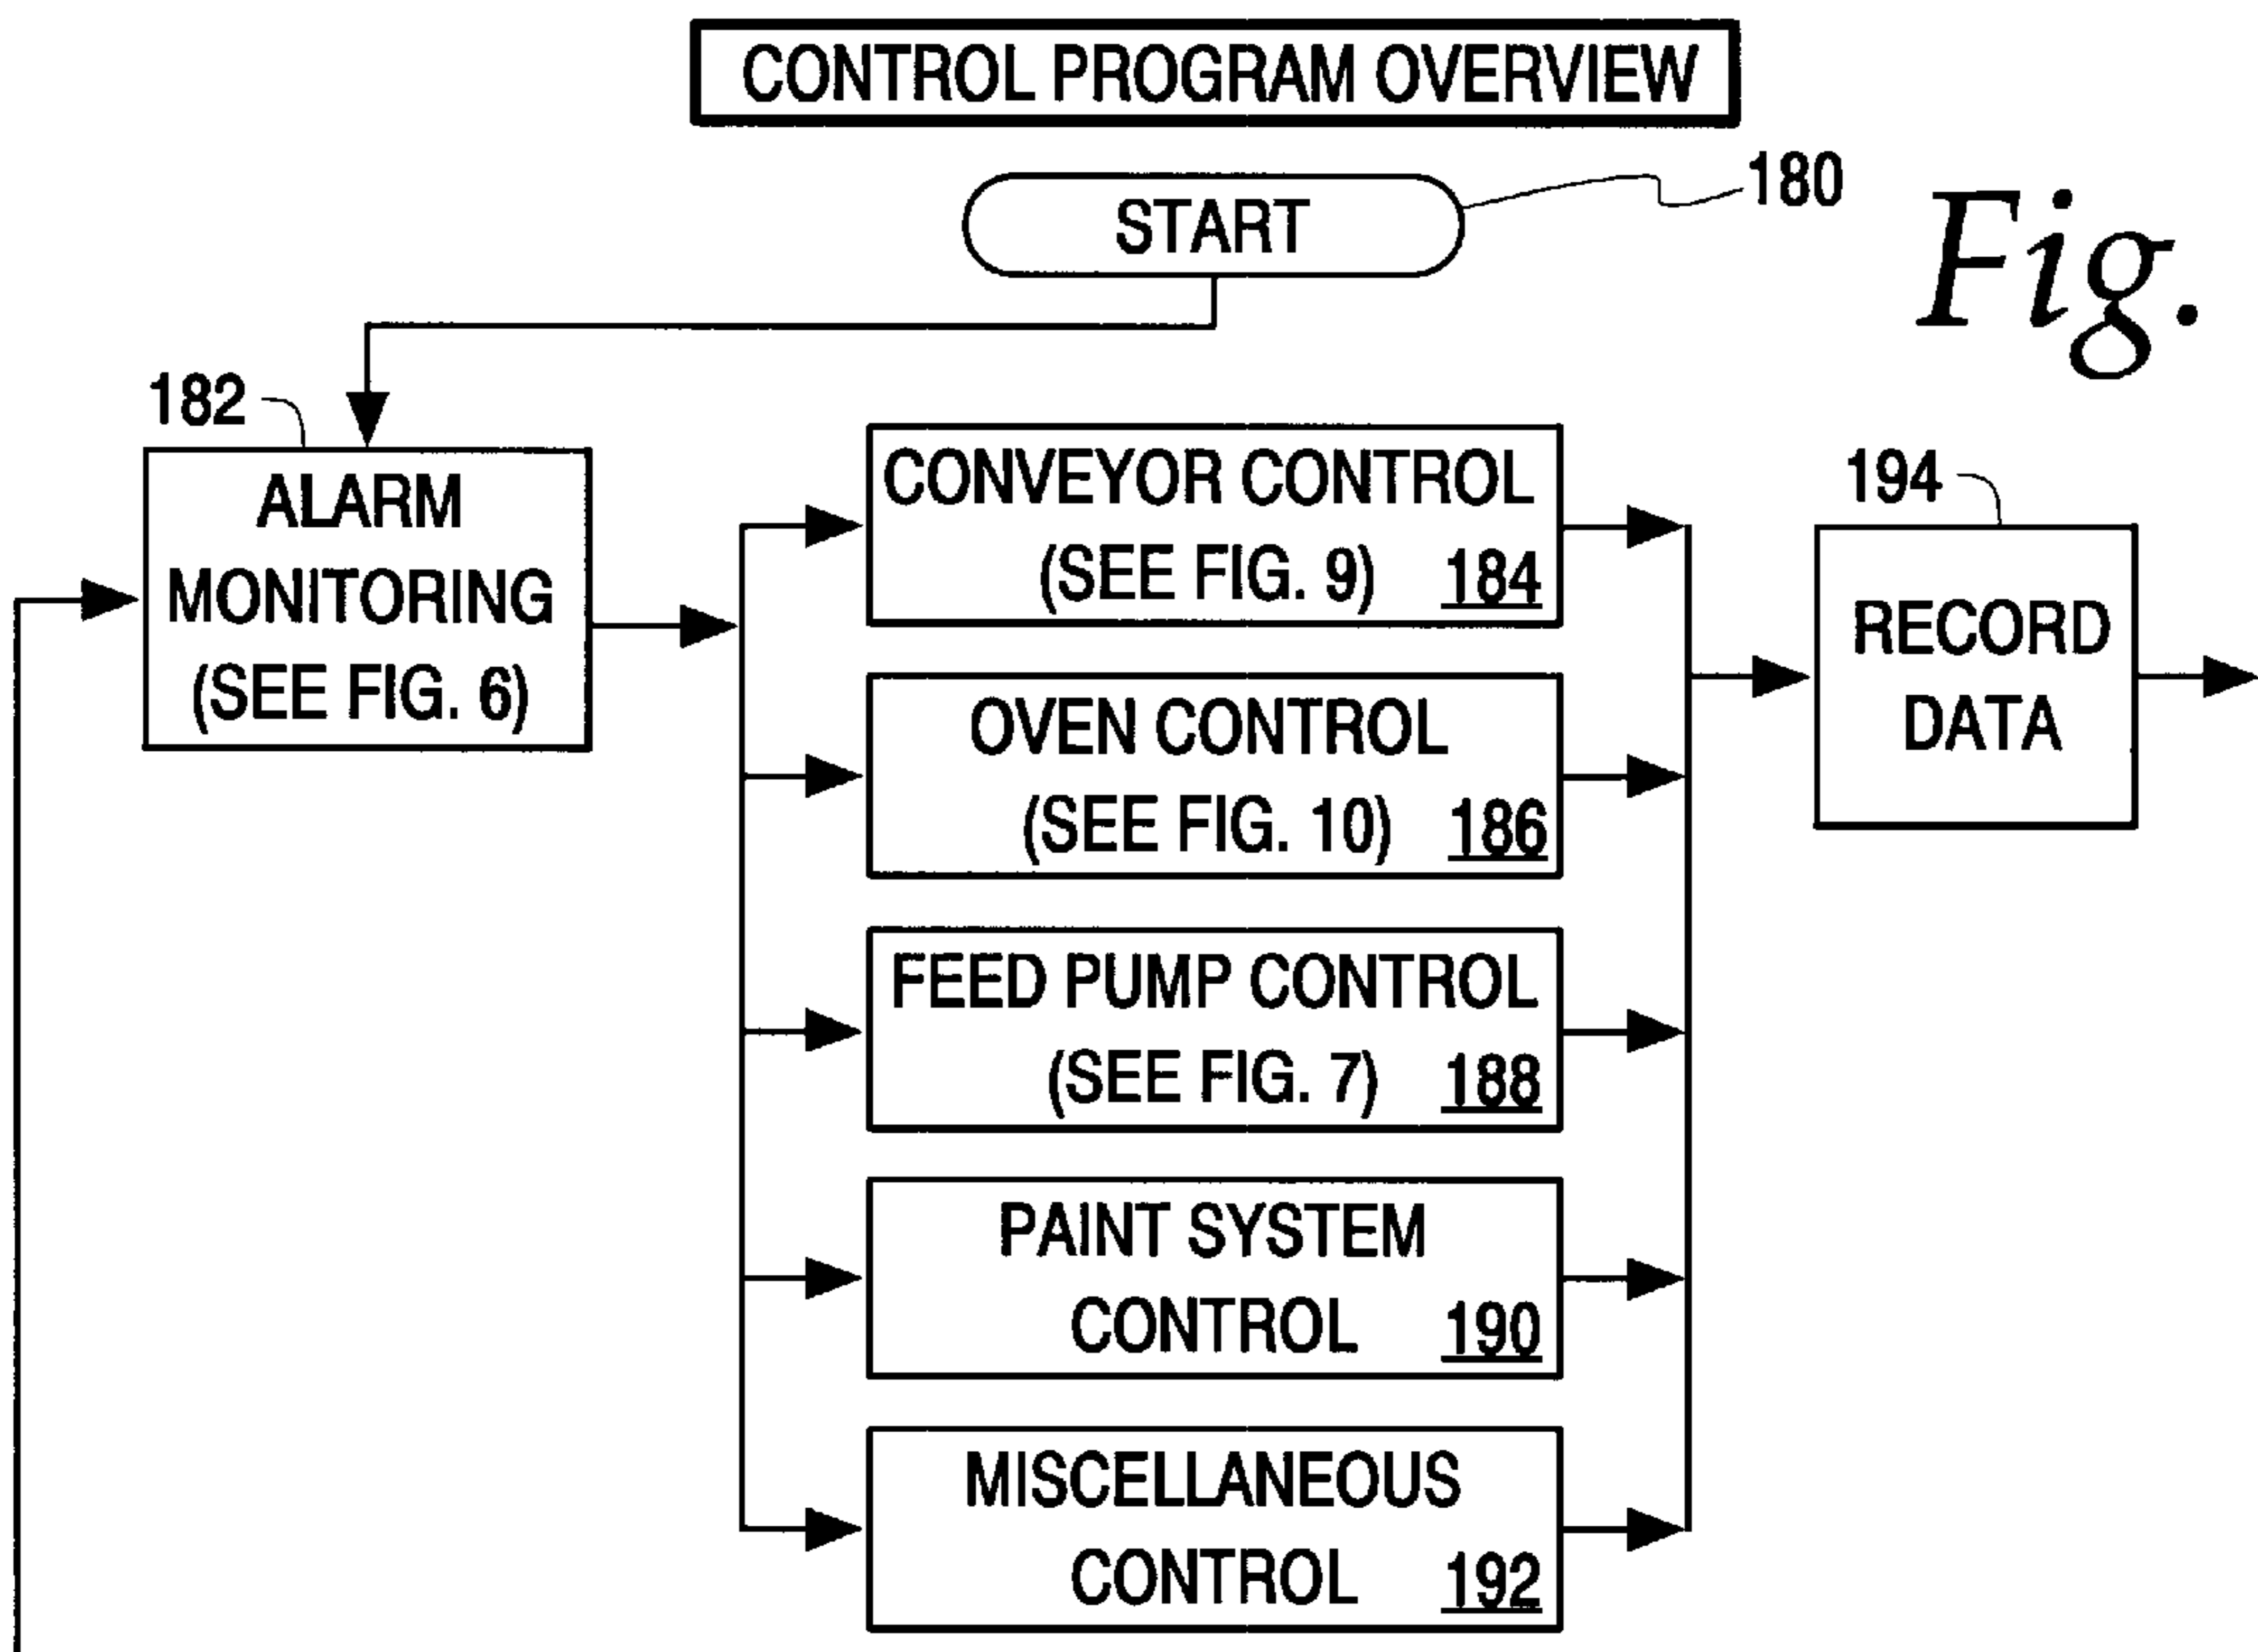 CONTROL PROGRAM OVERVIEW
START
180
Fig.
182
ALARM
MONITORING
(SEE FIG. 6)
CONVEYOR CONTROL
(SEE FIG. 9) 184
OVEN CONTROL
(SEE FIG. 10) 186
FEED PUMP CONTROL
(SEE FIG. 7) 188
PAINT SYSTEM
CONTROL 190
MISCELLANEOUS
CONTROL 192
194
RECORD
DATA